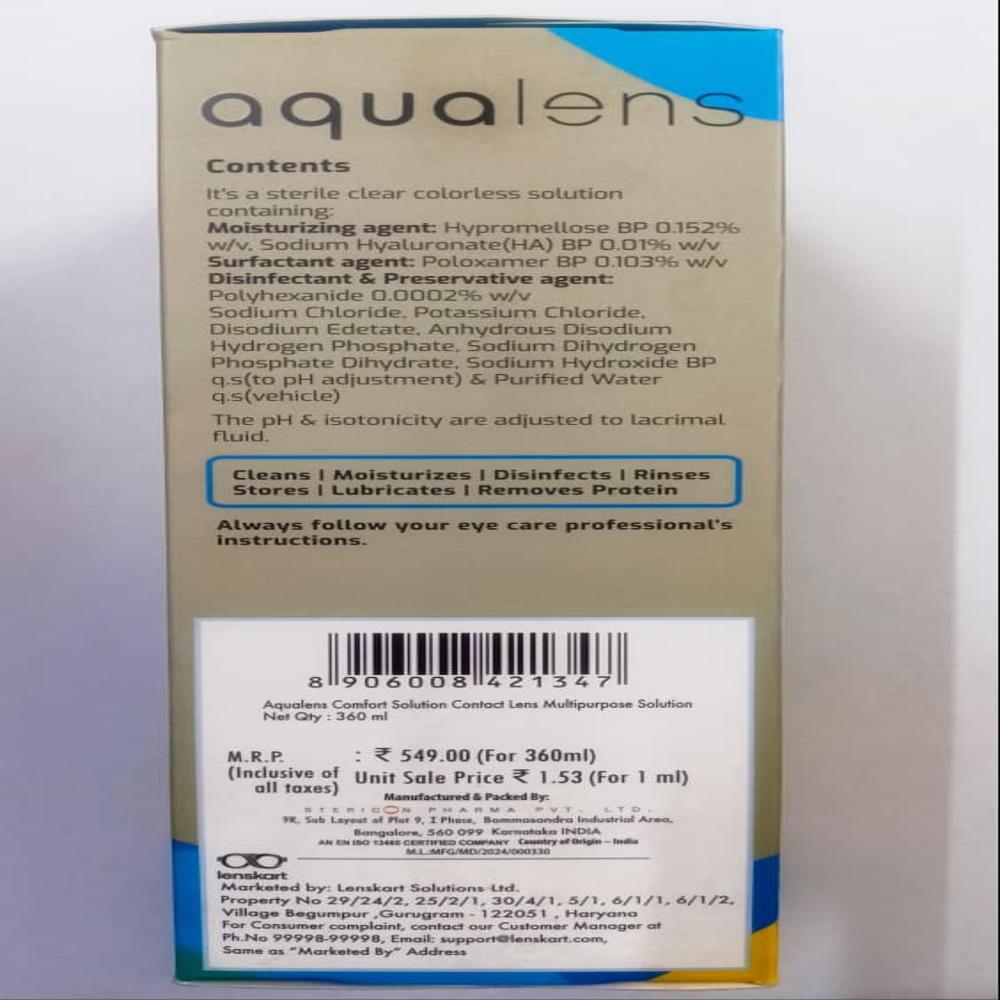 aqualens
Contents
It's a sterile clear colorless solution
containing:
Moisturizing agent: Hypromellose BP 0.152%
w/v, Sodium Hyaluronate(HA) BP 0.01% w/v
Surfactant agent: Poloxamer BP 0.103% w/v
Disinfectant & Preservative agent:
Polyhexanide 0.0002% w/v
Sodium Chloride, Potassium Chloride,
Disodium Edetate, Anhydrous Disodium
Hydrogen Phosphate, Sodium Dihydrogen
Phosphate Dihydrate, Sodium Hydroxide BP
q.s(to pH adjustment) & Purified Water
q.s(vehicle)
The pH & isotonicity are adjusted to lacrimal
fluid.
Cleans | Moisturizes | Disinfects | Rinses
Stores | Lubricates | Removes Protein
Always follow your eye care professional's
instructions.
8 906008 421347
Aqualens Comfort Solution Contact Lens Multipurpose Solution
Net Qty : 360 ml
M.R.P. : ₹ 549.00 (For 360ml)
(Inclusive of Unit Sale Price ₹ 1.53 (For 1 ml)
all taxes)
Manufactured & Packed By:
STERICON PHARMA PVT. LTD.
9R, Sub Layout of Plot 9, I Phase, Bommasandra Industrial Area,
Bangalore, 560 099 Karnataka INDIA
AN EN ISO 13485 CERTIFIED COMPANY Country of Origin – India
M.L.:MFG/MD/2024/000330
lenskart
Marketed by: Lenskart Solutions Ltd.
Property No 29/24/2, 25/2/1, 30/4/1, 5/1, 6/1/1, 6/1/2,
Village Begumpur ,Gurugram - 122051 , Haryana
For Consumer complaint, contact our Customer Manager at
Ph.No 99998-99998, Email: support@lenskart.com,
Same as "Marketed By" Address